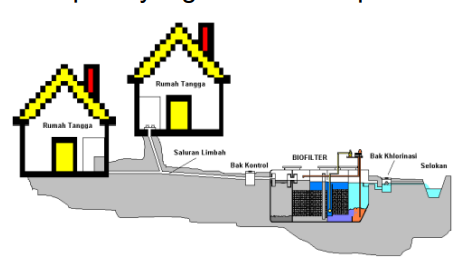 Rumah Tangga
Rumah Tangga
Saluran Limbah
Bak Kontrol
BIOFILTER
Bak Khlorinasi
Selokan